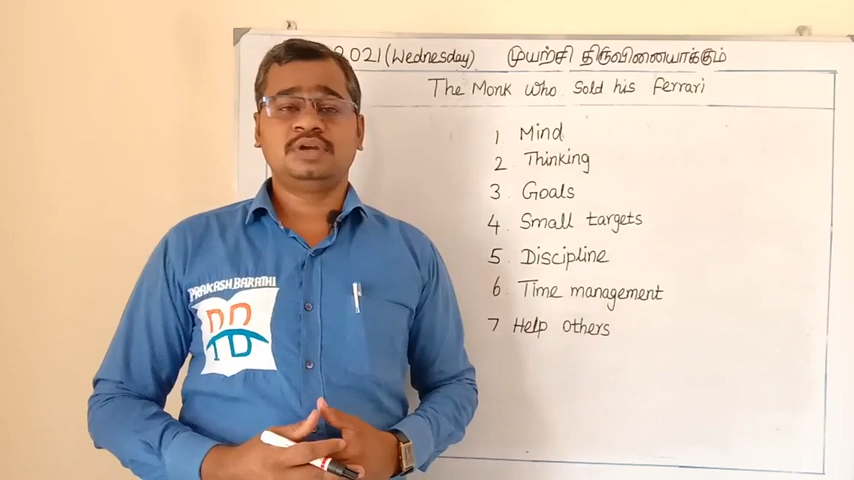 2021 (Wednesday) முயற்சி திருவினையாக்கும்
The Monk who sold his Ferrari
1 Mind
2 Thinking
3 Goals
4 Small targets
5 Discipline
6 Time management
7 Help others
PRAKASH BARATHI
PB